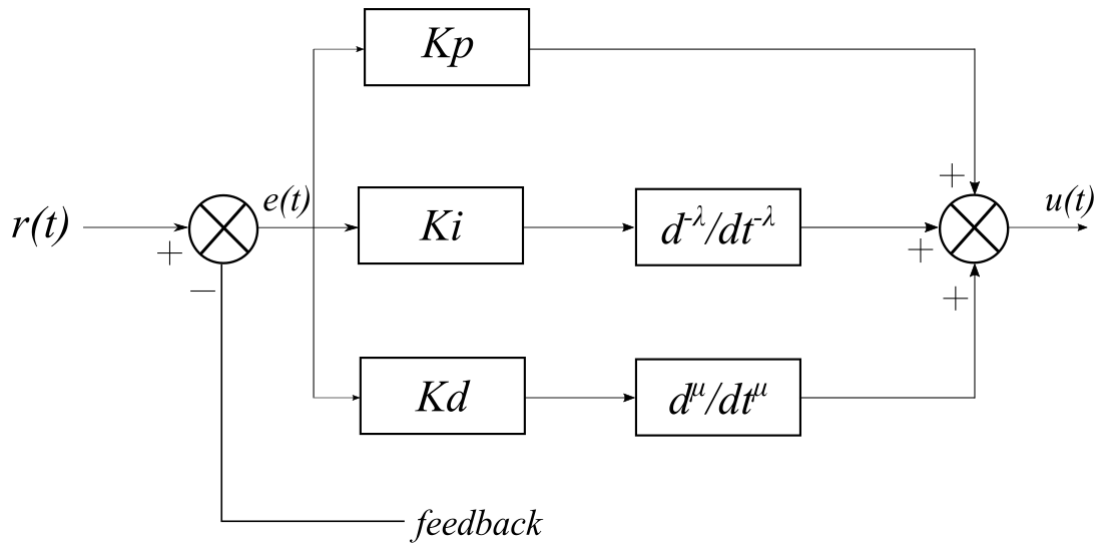 Kp
r(t)
+
−
e(t)
Ki
d^-λ/dt^-λ
+
+
+
u(t)
Kd
d^μ/dt^μ
feedback